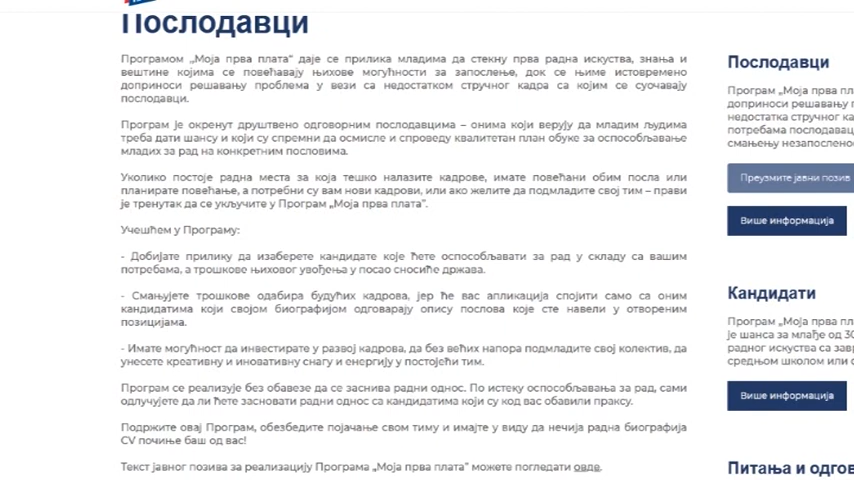 Послодавци
Програмом „Моја прва плата“ даје се прилика младима да стекну прва радна искуства, знања и
вештине којима се повећавају њихове могућности за запослење, док се њиме истовремено
доприноси решавању проблема у вези са недостатком стручног кадра са којим се суочавају
послодавци.
Програм је окренут друштвено одговорним послодавцима – онима који верују да младим људима
треба дати шансу и који су спремни да осмисле и спроведу квалитетан план обуке за оспособљавање
младих за рад на конкретним пословима.
Уколико постоје радна места за која тешко налазите кадрове, имате повећани обим посла или
планирате повећање, а потребни су вам нови кадрови, или ако желите да подмладите свој тим – прави
је тренутак да се укључите у Програм „Моја прва плата”.
Учешћем у Програму:
- Добијате прилику да изаберете кандидате које ћете оспособљавати за рад у складу са вашим
потребама, а трошкове њиховог увођења у посао сносиће држава.
- Смањујете трошкове одабира будућих кадрова, јер ће вас апликација спојити само са оним
кандидатима који својом биографијом одговарају опису послова које сте навели у отвореним
позицијама.
- Имате могућност да инвестирате у развој кадрова, да без већих напора подмладите свој колектив, да
унесете креативну и иновативну снагу и енергију у постојећи тим.
Програм се реализује без обавезе да се заснива радни однос. По истеку оспособљавања за рад, сами
одлучујете да ли ћете засновати радни однос са кандидатима који су код вас обавили праксу.
Подржите овај Програм, обезбедите појачање свом тиму и имајте у виду да нечија радна биографија
CV почиње баш од вас!
Текст јавног позива за реализацију Програма „Моја прва плата” можете погледати овде.
Послодавци
Програм „Моја прва пла
доприноси решавању п
недостатка стручног ка
потребама послодавац
смањењу незапосленос
Преузмите јавни позив
Више информација
Кандидати
Програм „Моја прва пл
је шанса за млађе од 30
радног искуства са зав
средњом школом или
Више информација
Питања и одгов